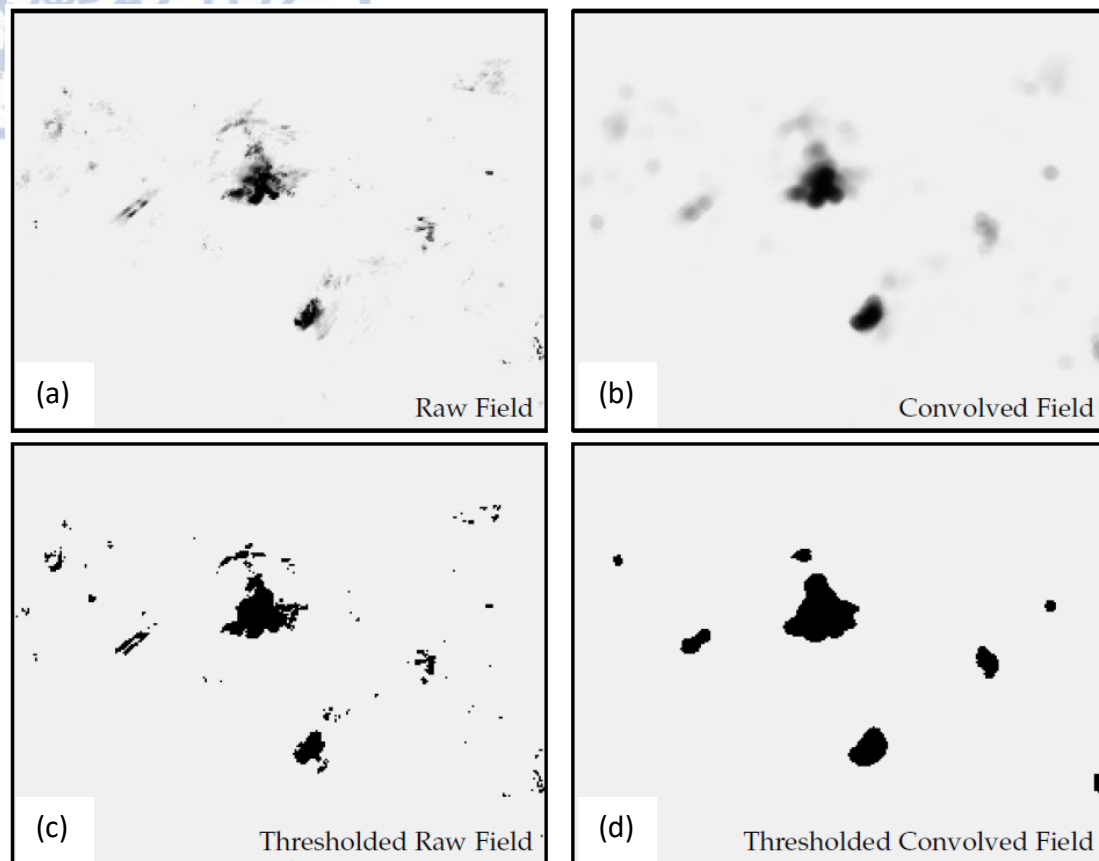 (a)
Raw Field
(b)
Convolved Field
(c)
Thresholded Raw Field
(d)
Thresholded Convolved Field